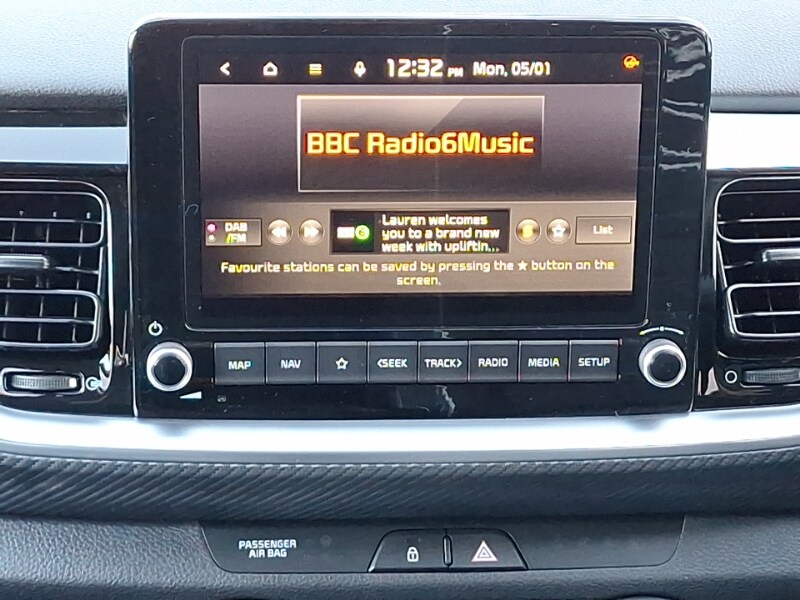 12:32 PM Mon, 05/01
BBC Radio6Music
DAB
/FM
Lauren welcomes
you to a brand new
week with upliftin...
List
Favourite stations can be saved by pressing the ★ button on the
screen.
MAP NAV <SEEK TRACK> RADIO MEDIA SETUP
PASSENGER
AIR BAG